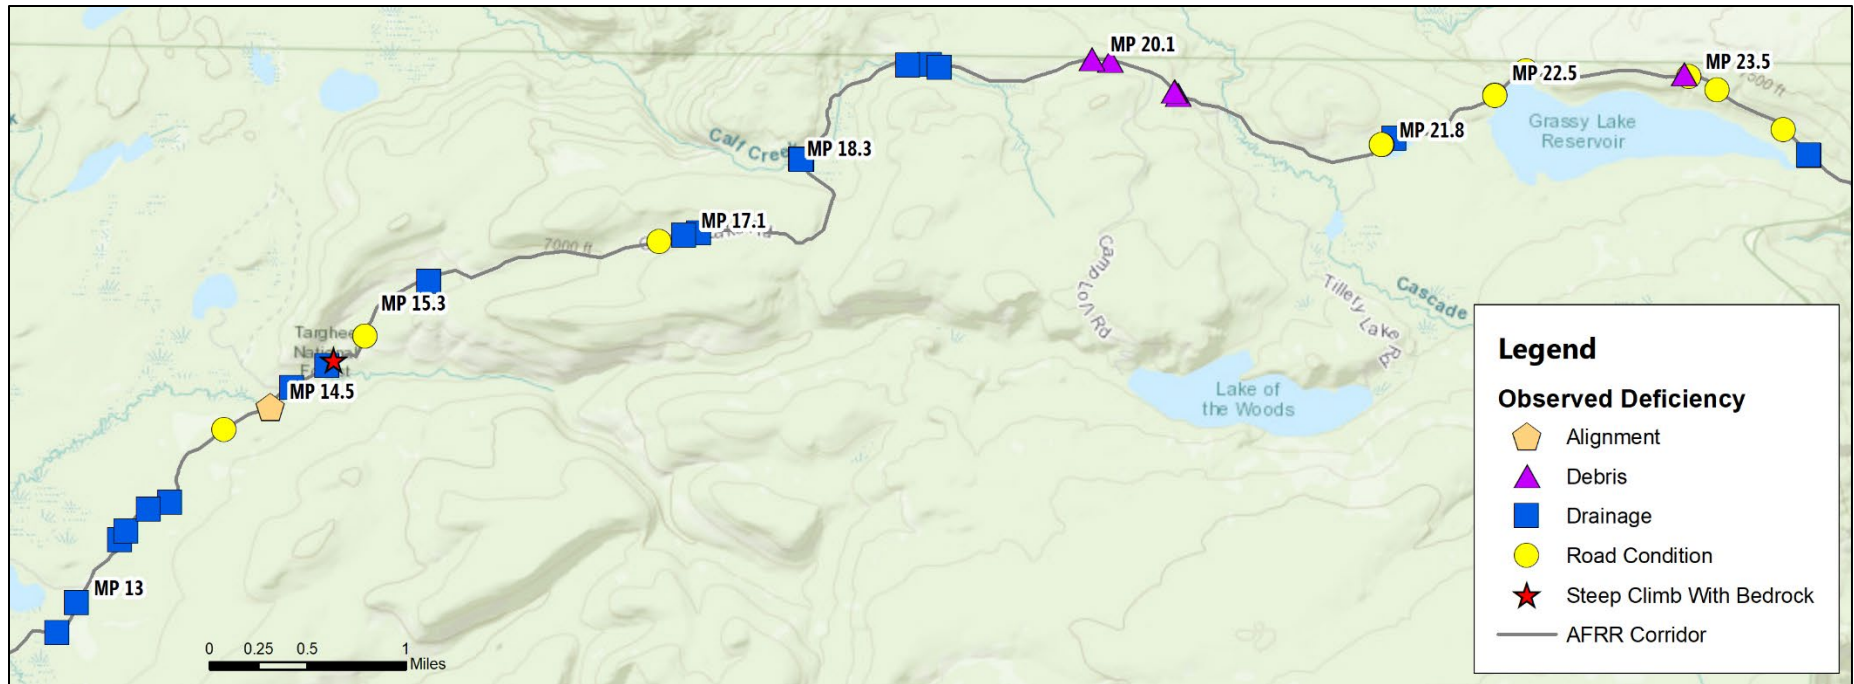 MP 20.1
MP 23.5
7500 ft
MP 22.5
Grassy Lake
Reservoir
MP 21.8
Calf Creek
MP 18.3
MP 17.1
7000 ft
Camp Loll Rd
Tillery Lake Rd
Cascade
MP 15.3
Targhee
National
Forest
MP 14.5
Lake of
the Woods
MP 13
0 0.25 0.5 1
Miles
Legend
Observed Deficiency
Alignment
Debris
Drainage
Road Condition
Steep Climb With Bedrock
AFRR Corridor